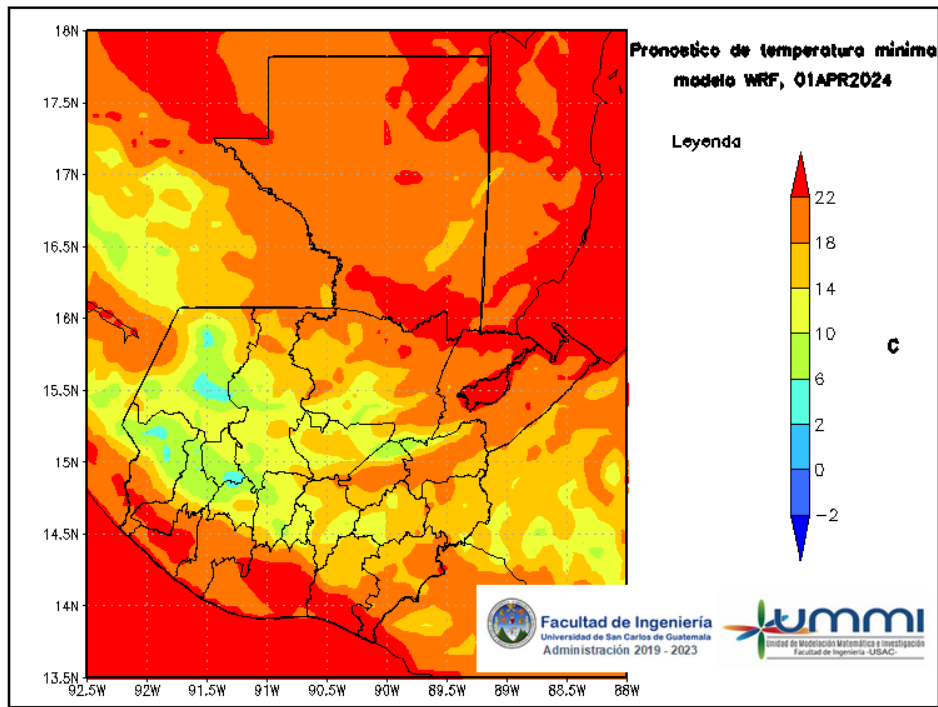 Pronostico de temperatura minima
modelo WRF, 01APR2024
Leyenda
22
18
14
10
6
2
0
−2
C
18N
17.5N
17N
16.5N
16N
15.5N
15N
14.5N
14N
13.5N
92.5W 92W 91.5W 91W 90.5W 90W 89.5W 89W 88.5W 88W
Facultad de Ingeniería
Universidad de San Carlos de Guatemala
Administración 2019 - 2023
UMMI
Unidad de Modelación Matemática e Investigación
Facultad de Ingeniería -USAC-